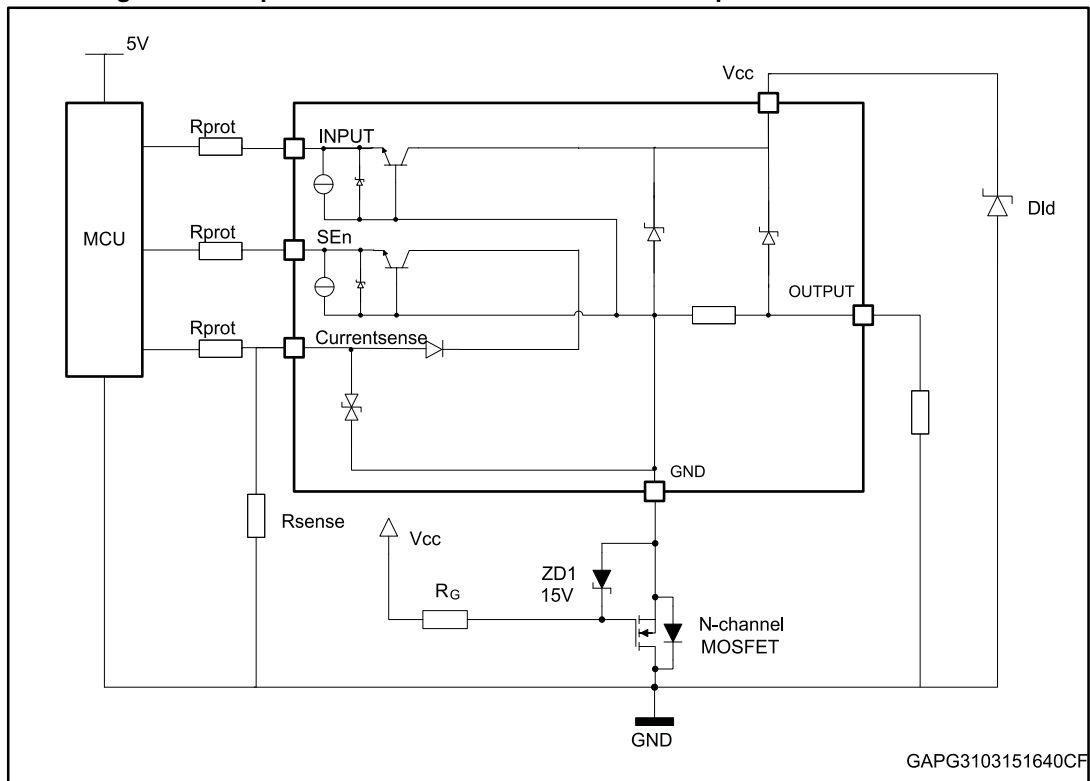 5V
Vcc
Rprot
INPUT
MCU
Rprot
SEn
Dld
OUTPUT
Rprot
Currentsense
GND
Rsense
Vcc
ZD1
15V
RG
N-channel
MOSFET
GND
GAPG3103151640CF